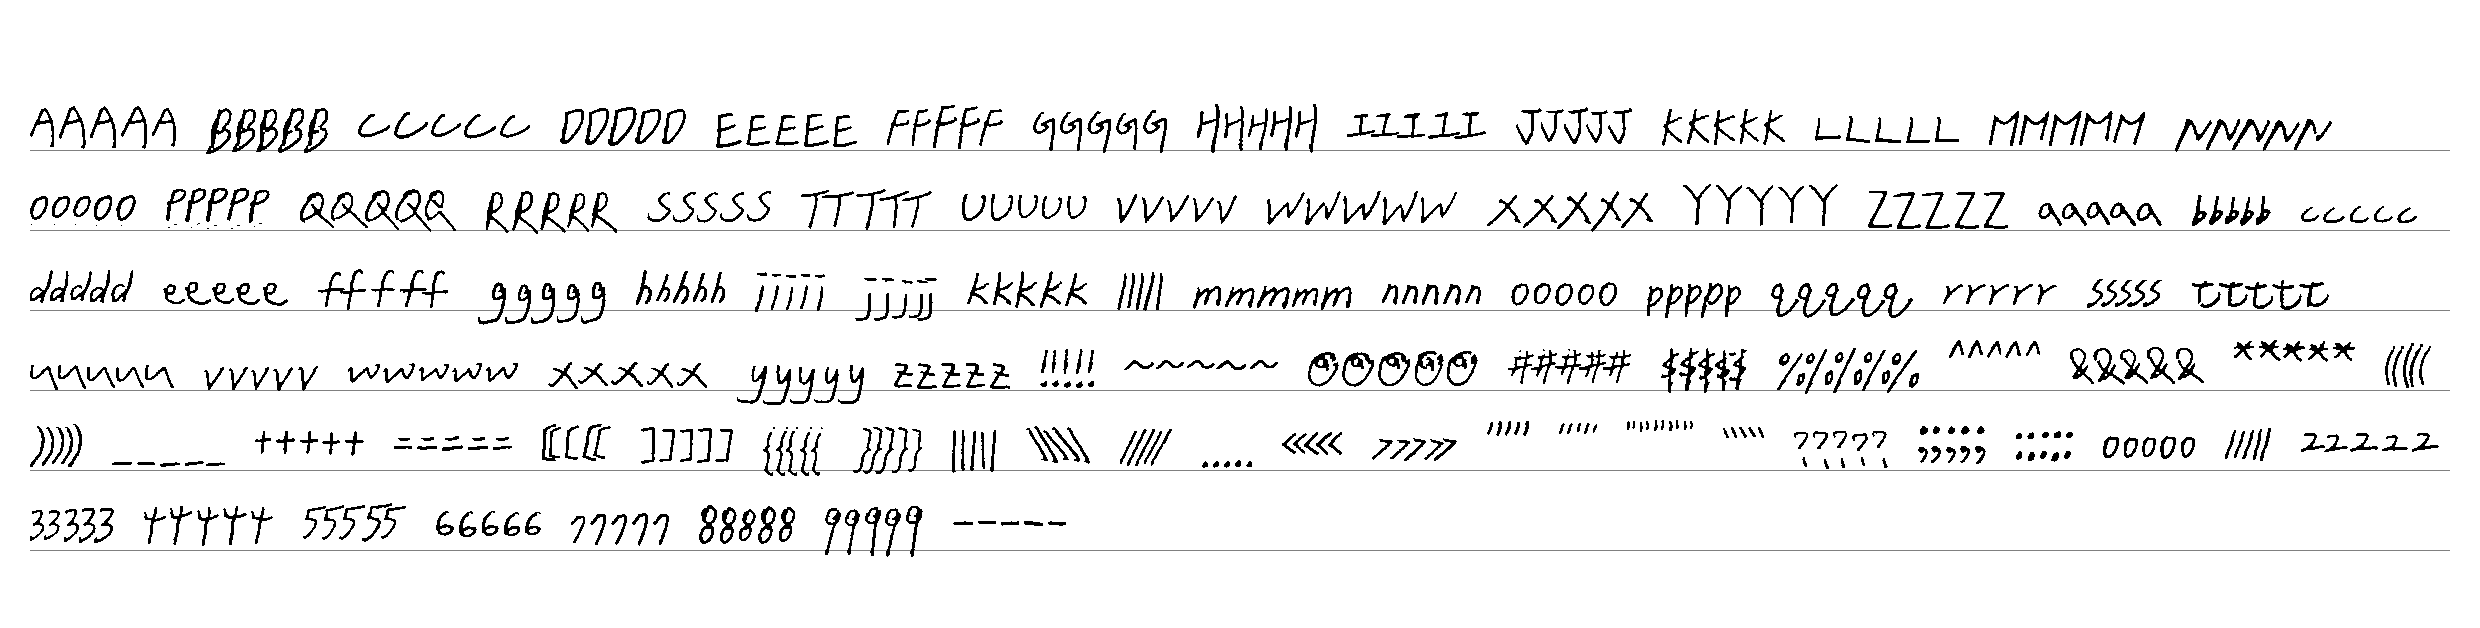 AAAAA BBBBB CCCCC DDDDD EEEEE FFFFF GGGGG HHHHH IIIII JJJJJ KKKKK LLLLL MMMMM NNNNN
OOOOO PPPPP QQQQQ RRRRR SSSSS TTTTT UUUUU VVVVV WWWWW XXXXX YYYYY ZZZZZ aaaaa bbbbb ccccc
ddddd eeeee fffff ggggg hhhhh iiiii jjjjj kkkkk lllll mmmmm nnnnn ooooo ppppp qqqqq rrrrr sssss ttttt
uuuuu vvvvv wwwww xxxxx yyyyy zzzzz !!!!! ~~~~~ @@@@@ ##### $$$$$ %%%%% ^^^^^ &&&&& ***** (((((
))))) _____ +++++ ===== [[[[[ ]]]]] {{{{{ }}}}} ||||| \\\\\ ///// ..... <<<<< >>>>> ''''' ,,,,, """"" ````` ????? ;;;;; ::::: 00000 11111 22222
33333 44444 55555 66666 77777 88888 99999 -----